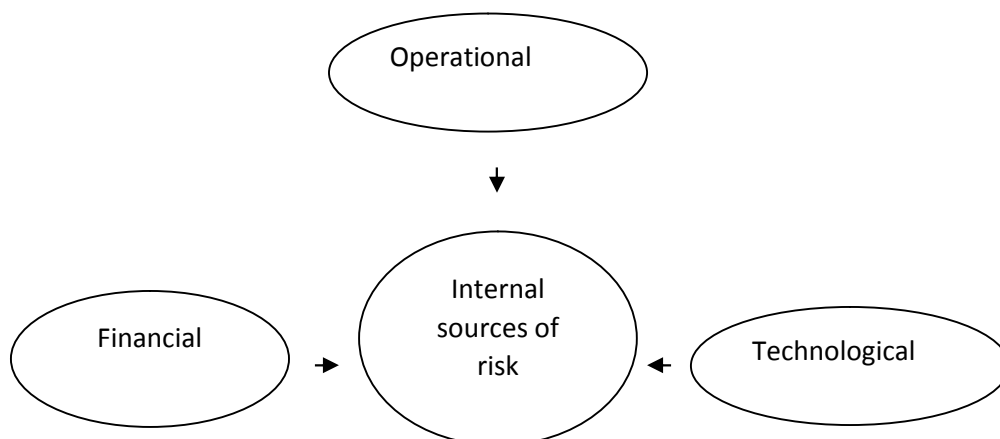 Operational
Internal
sources of
risk
Financial
Technological